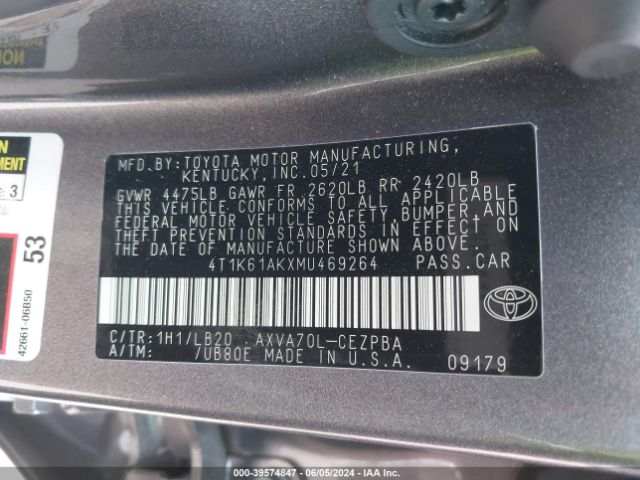 MFD.BY:TOYOTA MOTOR MANUFACTURING,
KENTUCKY,INC.05/21
GVWR 4475LB GAWR FR 2620LB RR 2420LB
THIS VEHICLE CONFORMS TO ALL APPLICABLE
FEDERAL MOTOR VEHICLE SAFETY,BUMPER,AND
THEFT PREVENTION STANDARDS IN EFFECT ON
THE DATE OF MANUFACTURE SHOWN ABOVE.
4T1K61AKXMU469264 PASS.CAR
C/TR:1H1/LB20 AXVA70L-CEZPBA
A/TM: /UB80E MADE IN U.S.A. 09179
53
42661-06B50
3
000-39574847 - 06/05/2024 - IAA Inc.